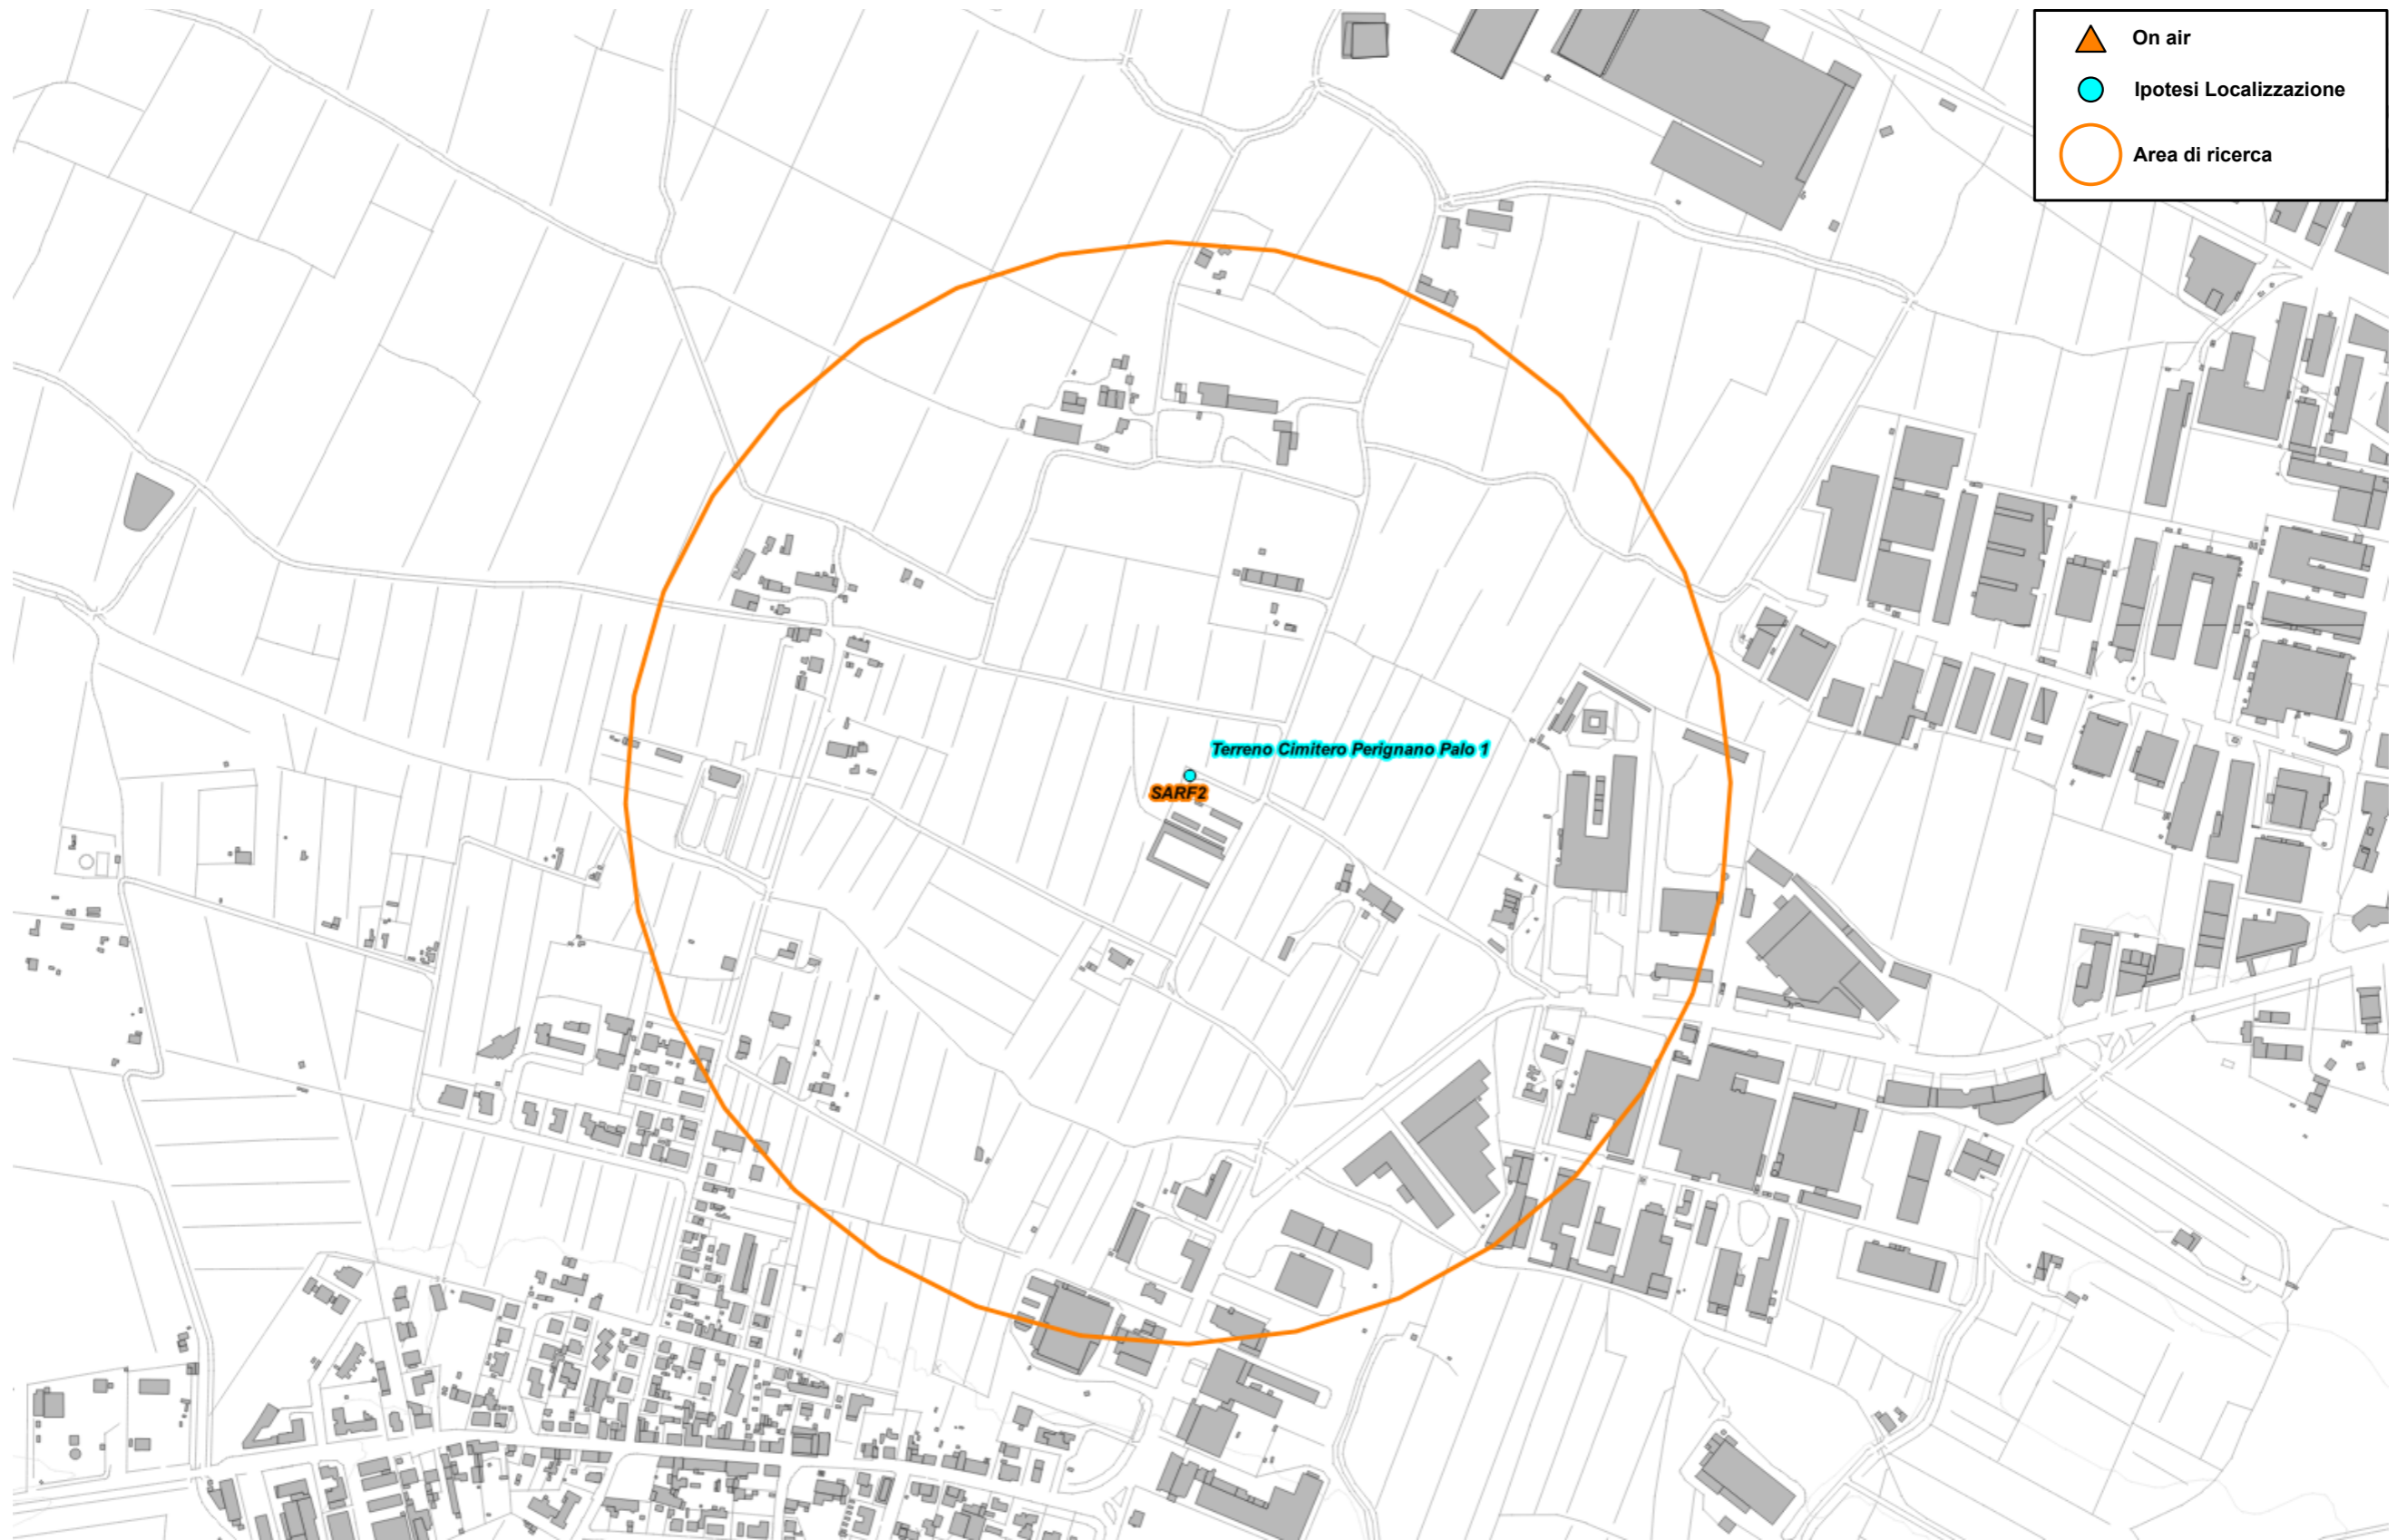 On air
Ipotesi Localizzazione
Area di ricerca
Terreno Cimitero Perignano Palo 1
SARF2